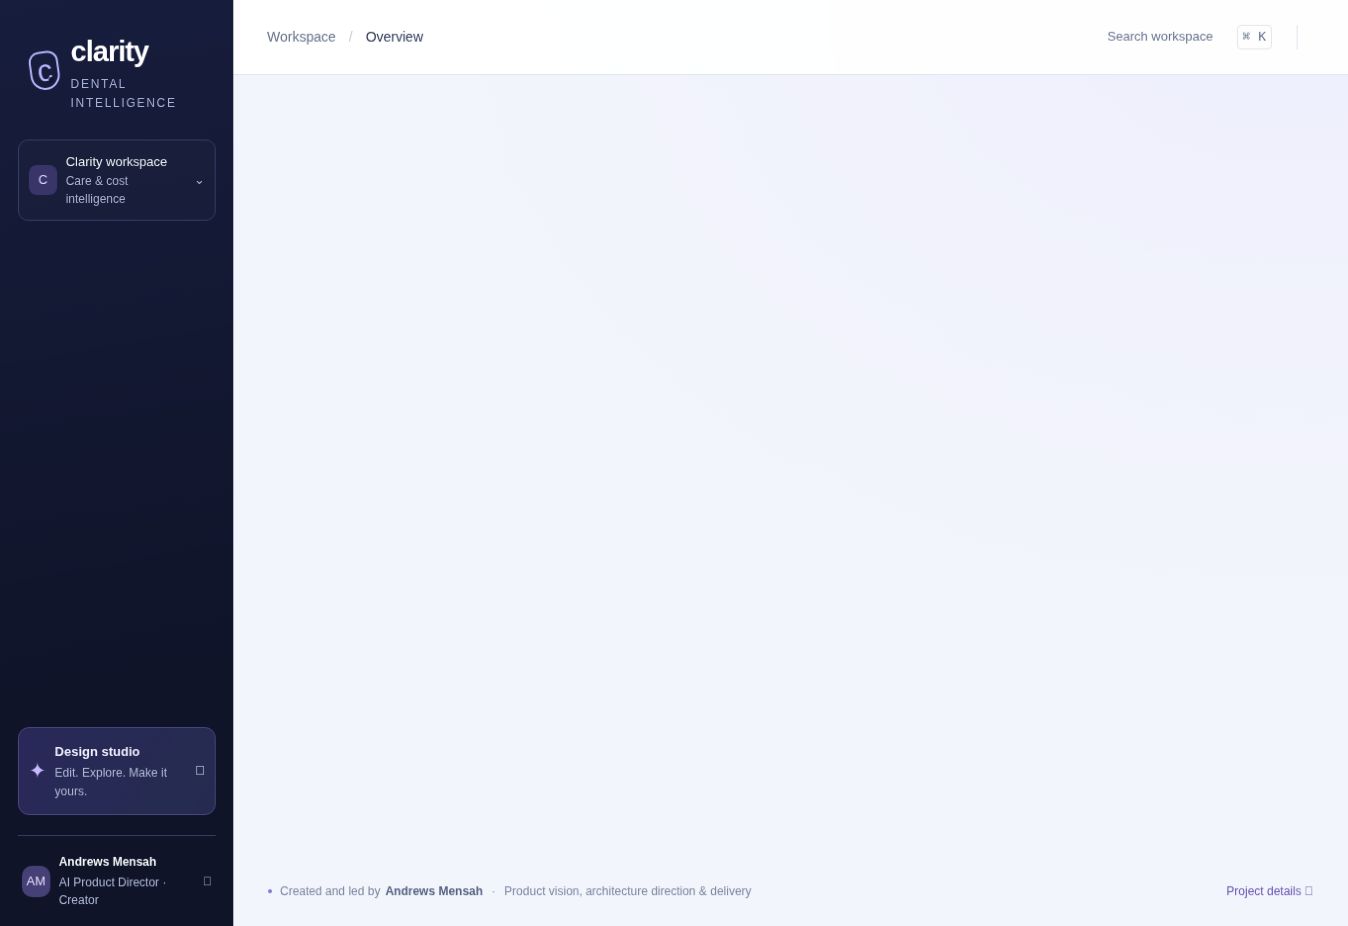 clarity
DENTAL
INTELLIGENCE
C
Clarity workspace
Care & cost
intelligence
C
Workspace / Overview
Search workspace
⌘ K
Design studio
Edit. Explore. Make it
yours.
Andrews Mensah
AM
AI Product Director ·
Creator
Created and led by Andrews Mensah · Product vision, architecture direction & delivery
Project details